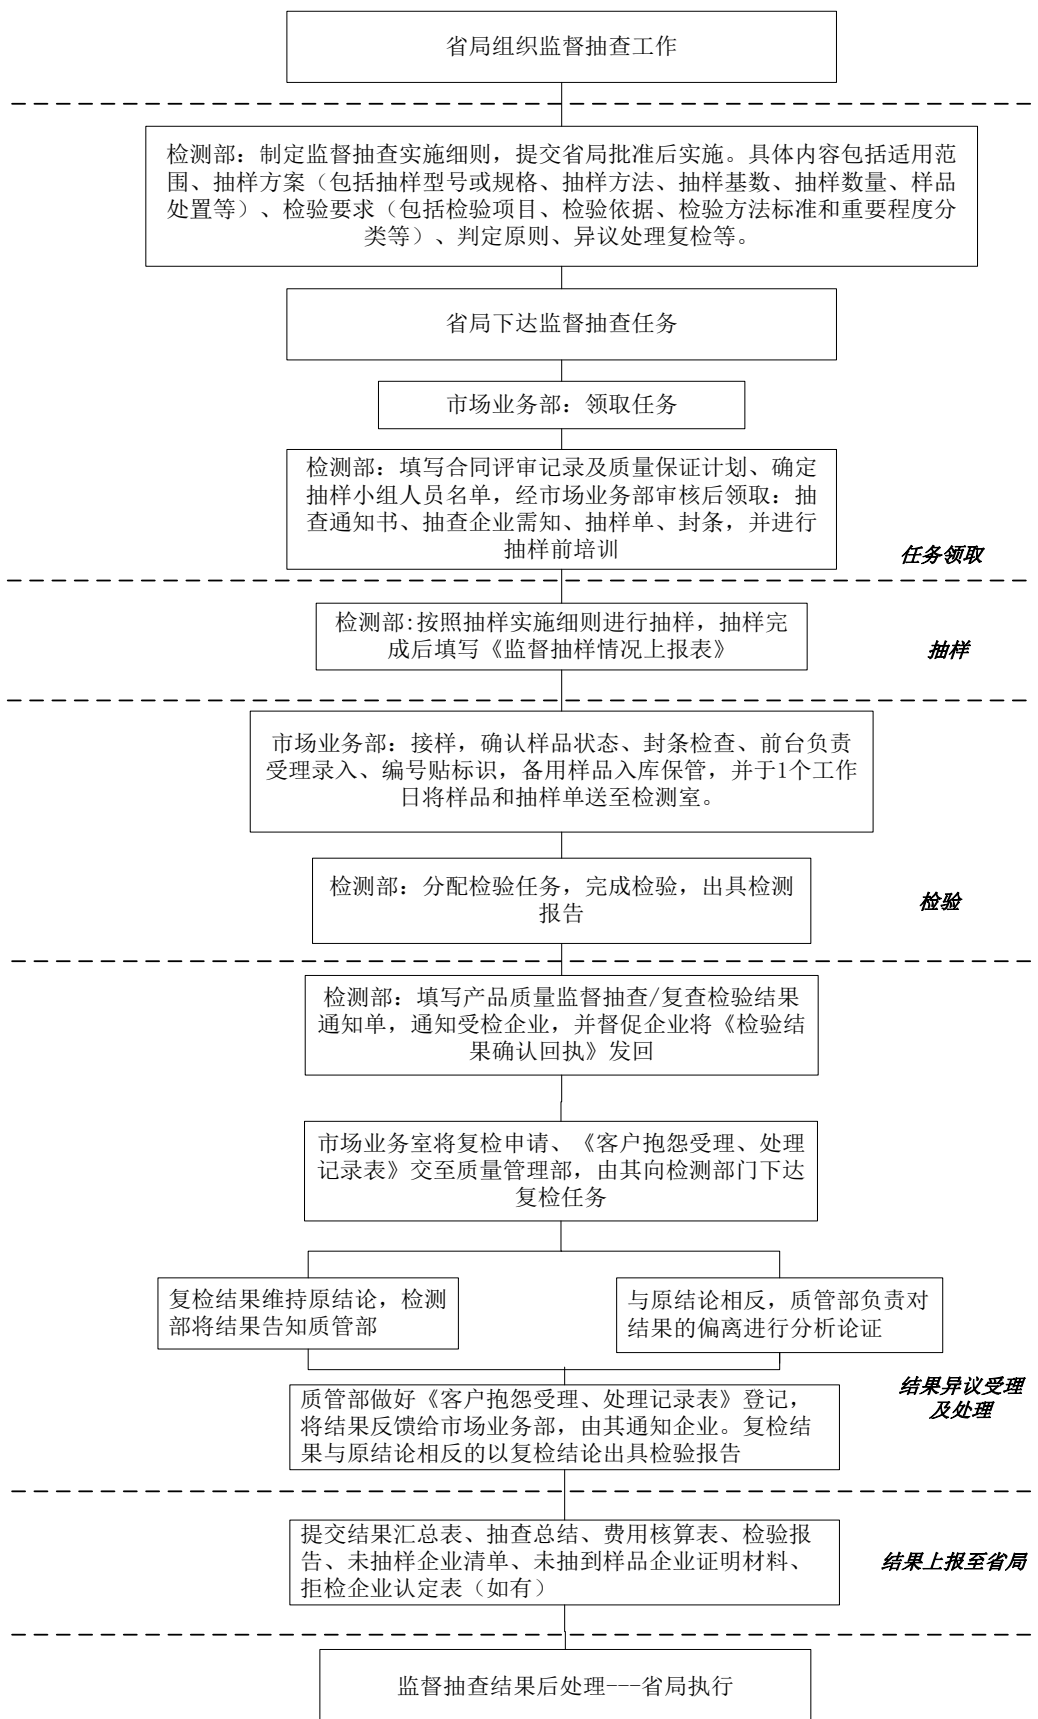 省局组织监督抽查工作
检测部：制定监督抽查实施细则，提交省局批准后实施。具体内容包括适用范
围、抽样方案（包括抽样型号或规格、抽样方法、抽样基数、抽样数量、样品
处置等）、检验要求（包括检验项目、检验依据、检验方法标准和重要程度分
类等）、判定原则、异议处理复检等。
省局下达监督抽查任务
市场业务部：领取任务
检测部：填写合同评审记录及质量保证计划、确定
抽样小组人员名单，经市场业务部审核后领取：抽
查通知书、抽查企业需知、抽样单、封条，并进行
抽样前培训
任务领取
检测部:按照抽样实施细则进行抽样，抽样完
成后填写《监督抽样情况上报表》
抽样
市场业务部：接样，确认样品状态、封条检查、前台负责
受理录入、编号贴标识，备用样品入库保管，并于1个工作
日将样品和抽样单送至检测室。
检测部：分配检验任务，完成检验，出具检测
报告
检验
检测部：填写产品质量监督抽查/复查检验结果
通知单，通知受检企业，并督促企业将《检验结
果确认回执》发回
市场业务室将复检申请、《客户抱怨受理、处理
记录表》交至质量管理部，由其向检测部门下达
复检任务
复检结果维持原结论，检测
部将结果告知质管部
与原结论相反，质管部负责对
结果的偏离进行分析论证
质管部做好《客户抱怨受理、处理记录表》登记，
将结果反馈给市场业务部，由其通知企业。复检结
果与原结论相反的以复检结论出具检验报告
结果异议受理
及处理
提交结果汇总表、抽查总结、费用核算表、检验报
告、未抽样企业清单、未抽到样品企业证明材料、
拒检企业认定表（如有）
结果上报至省局
监督抽查结果后处理---省局执行